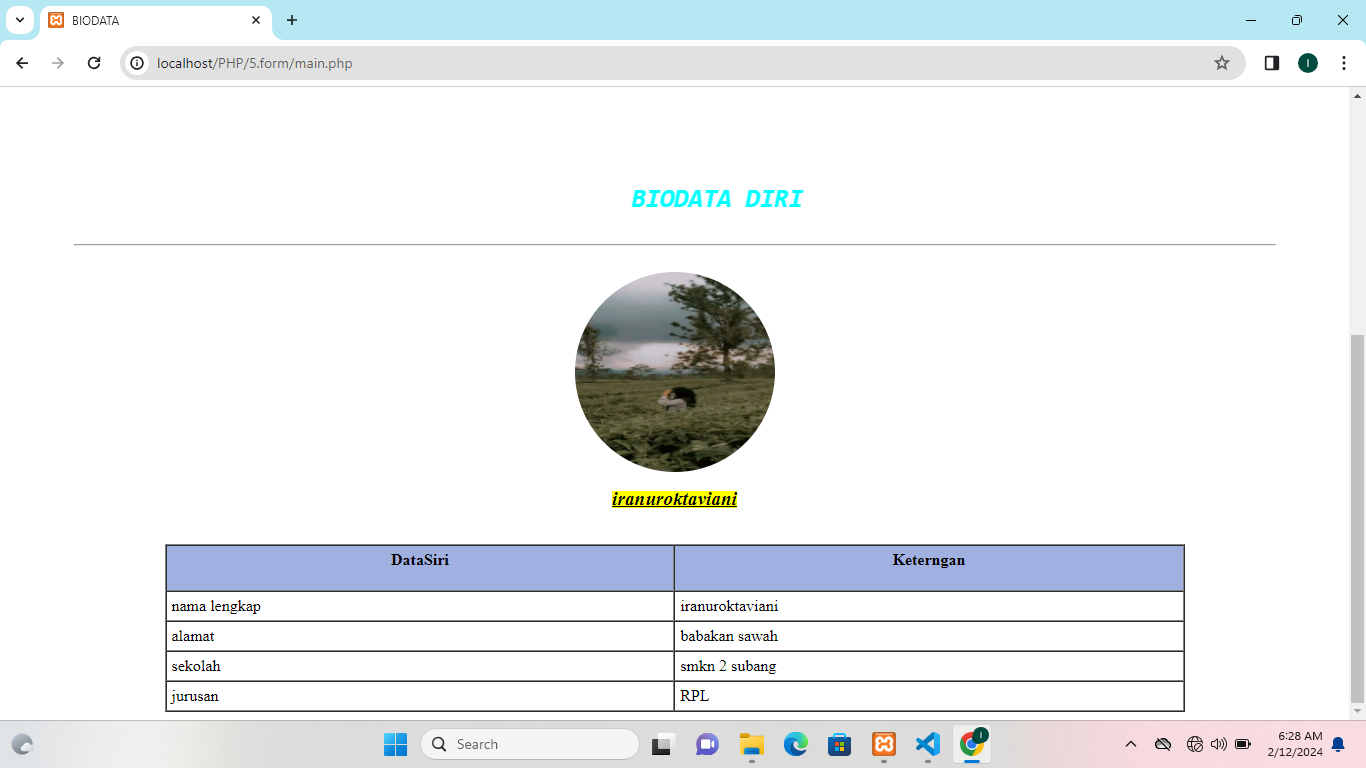 BIODATA
localhost/PHP/5.form/main.php
I
BIODATA DIRI
iranuroktaviani
DataSiri Keterngan
nama lengkap iranuroktaviani
alamat babakan sawah
sekolah smkn 2 subang
jurusan RPL
Search
I
6:28 AM
2/12/2024